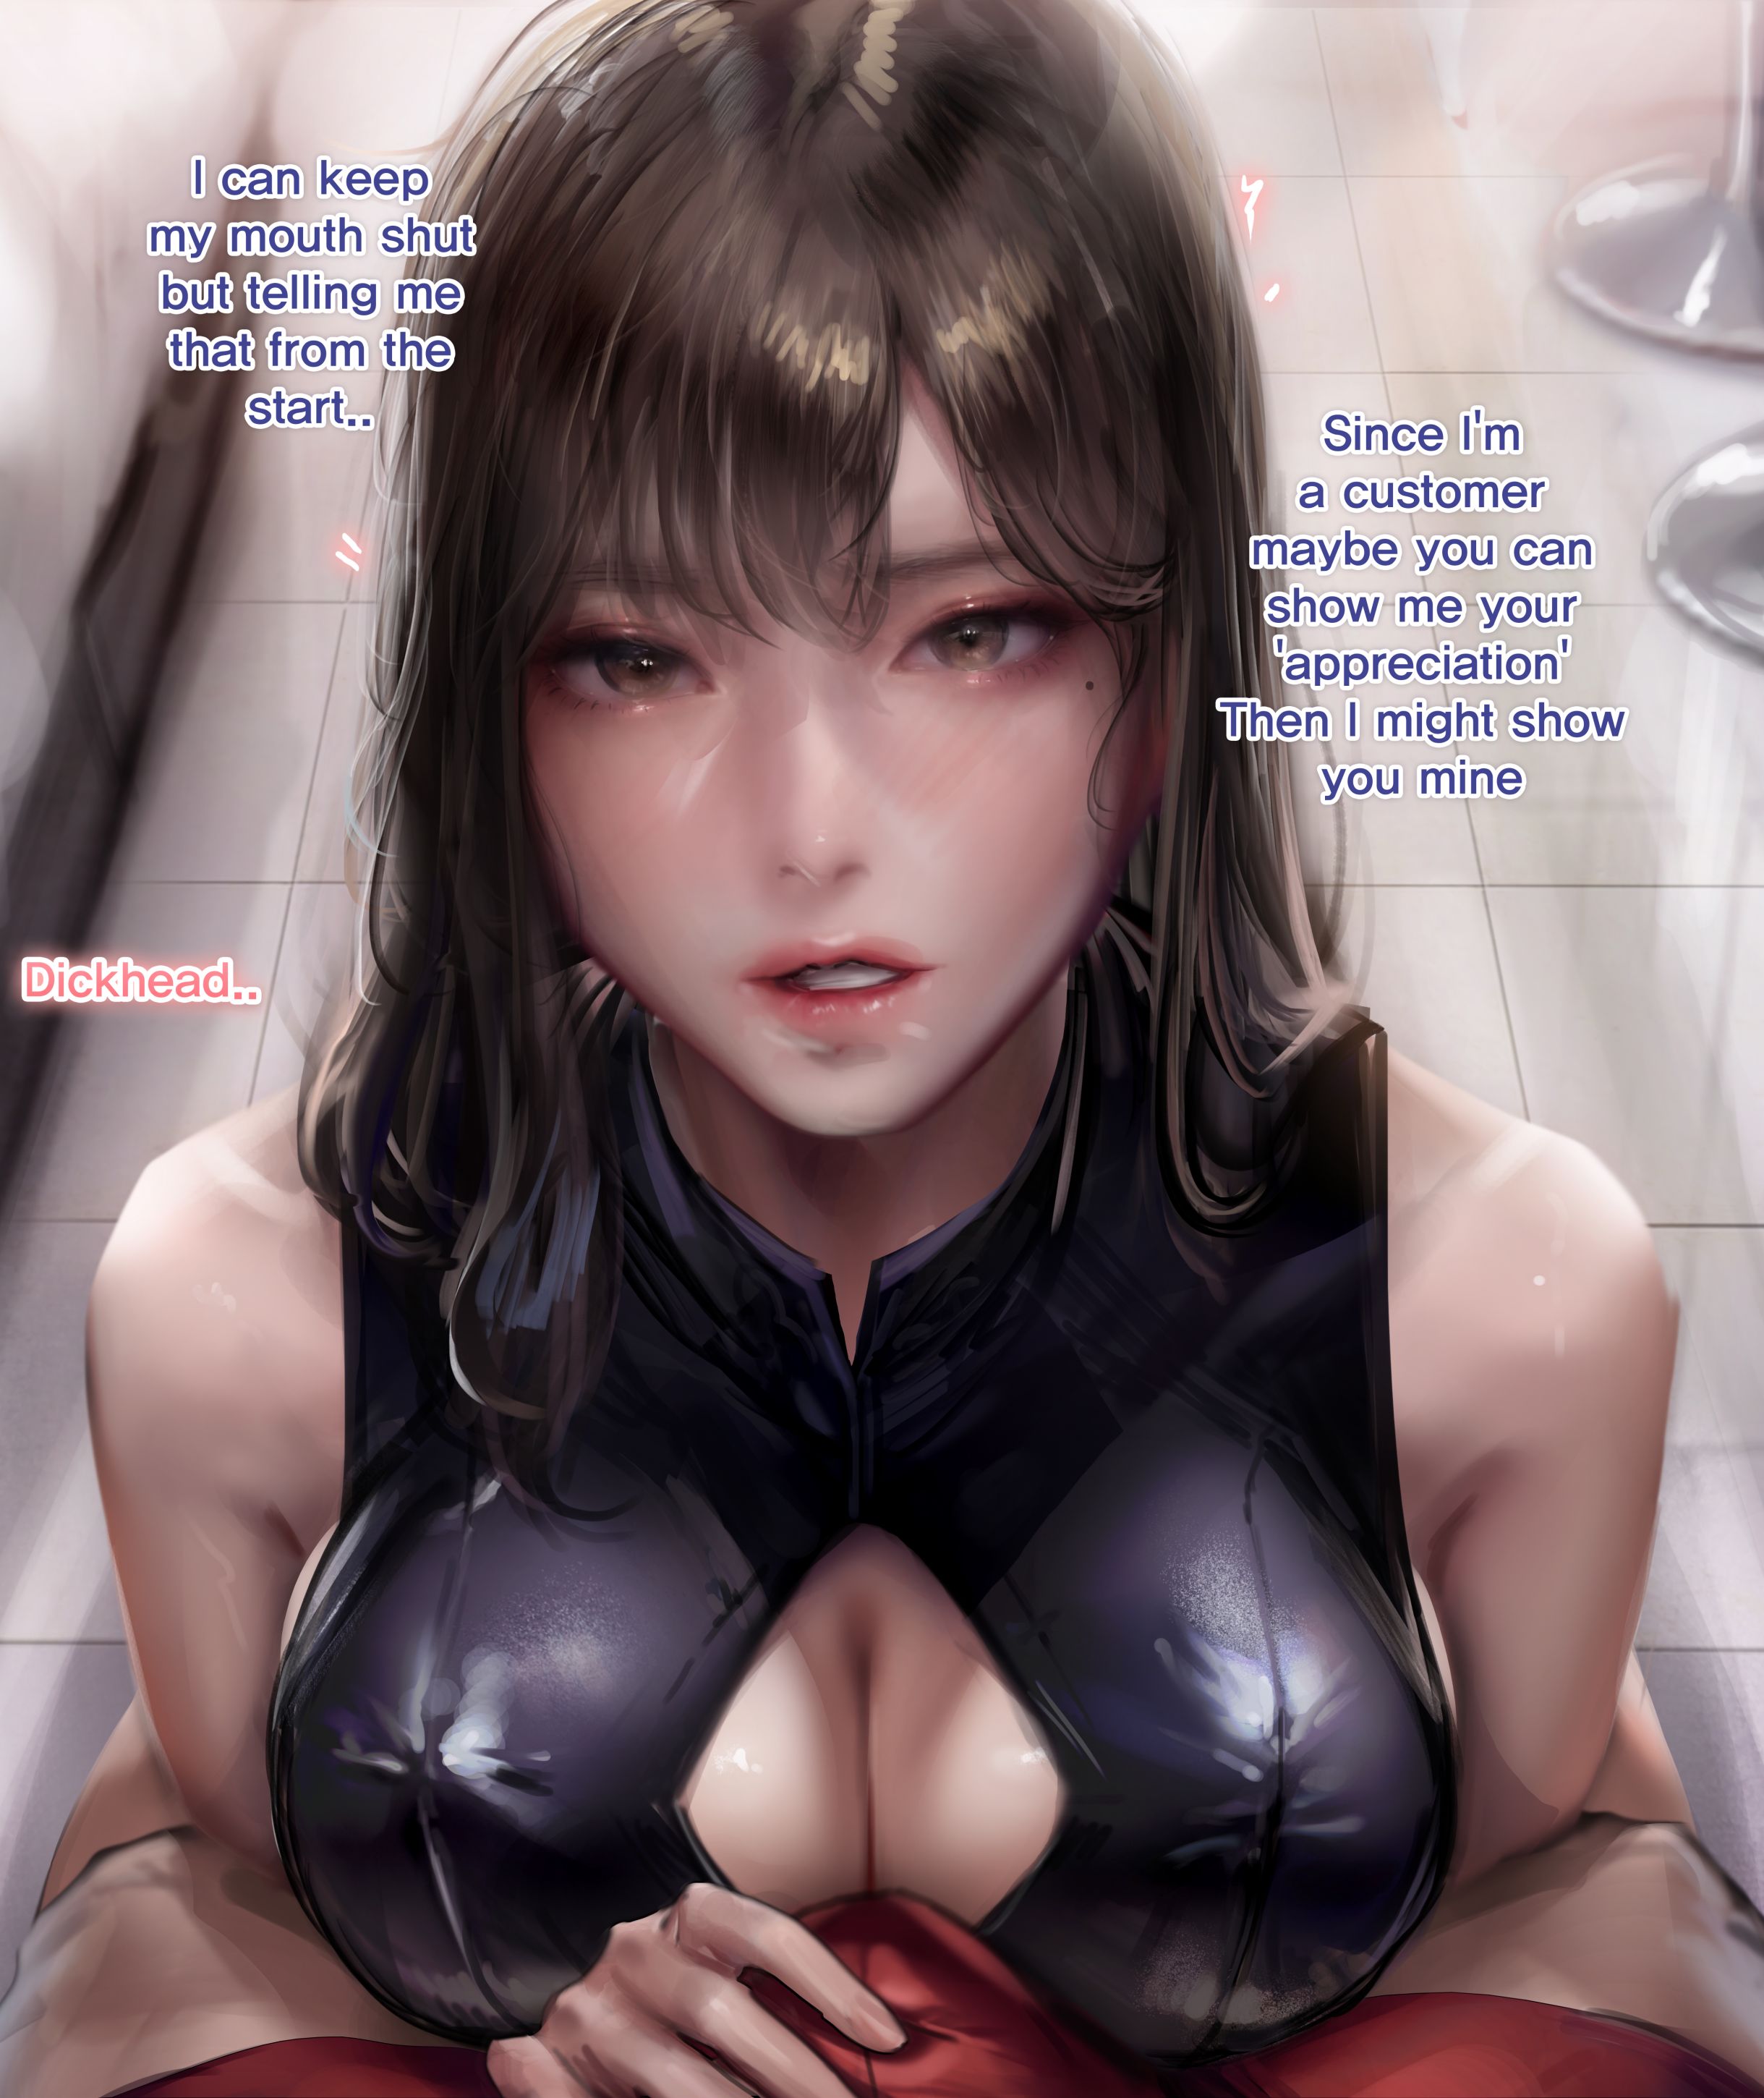 I can keep
my mouth shut
but telling me
that from the
start..
Since I'm
a customer
maybe you can
show me your
'appreciation'
Then I might show
you mine
Dickhead..